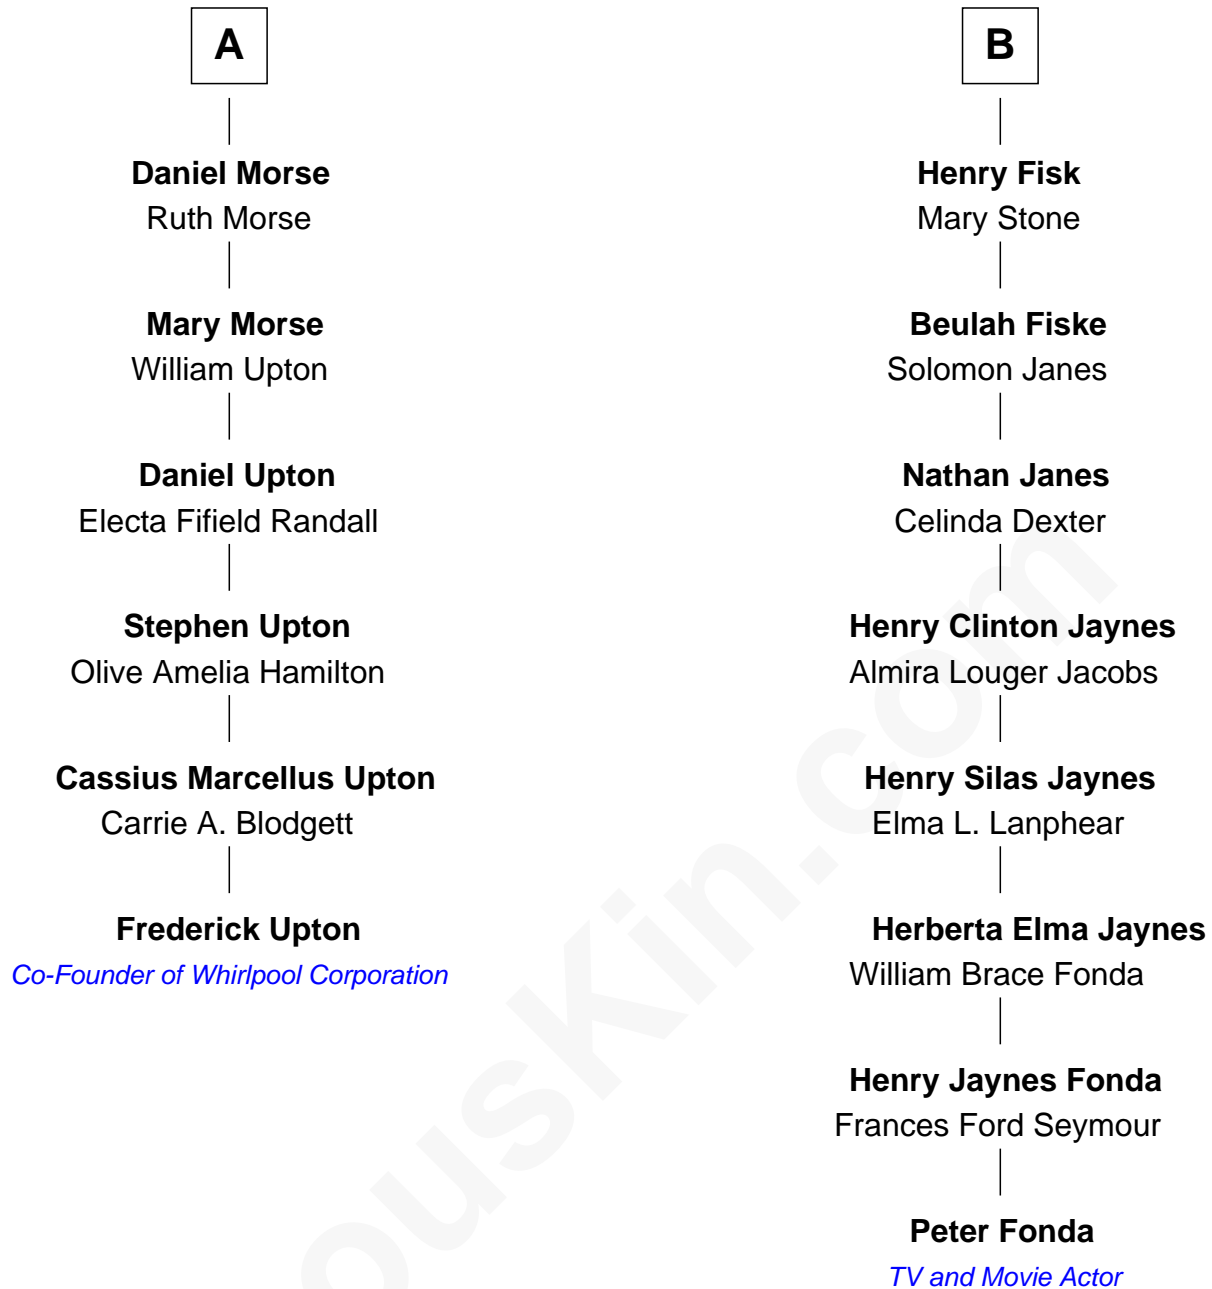 A
Daniel Morse
Ruth Morse
Mary Morse
William Upton
Daniel Upton
Electa Fifield Randall
Stephen Upton
Olive Amelia Hamilton
Cassius Marcellus Upton
Carrie A. Blodgett
Frederick Upton
Co-Founder of Whirlpool Corporation
B
Henry Fisk
Mary Stone
Beulah Fiske
Solomon Janes
Nathan Janes
Celinda Dexter
Henry Clinton Jaynes
Almira Louger Jacobs
Henry Silas Jaynes
Elma L. Lanphear
Herberta Elma Jaynes
William Brace Fonda
Henry Jaynes Fonda
Frances Ford Seymour
Peter Fonda
TV and Movie Actor
ousKin.com